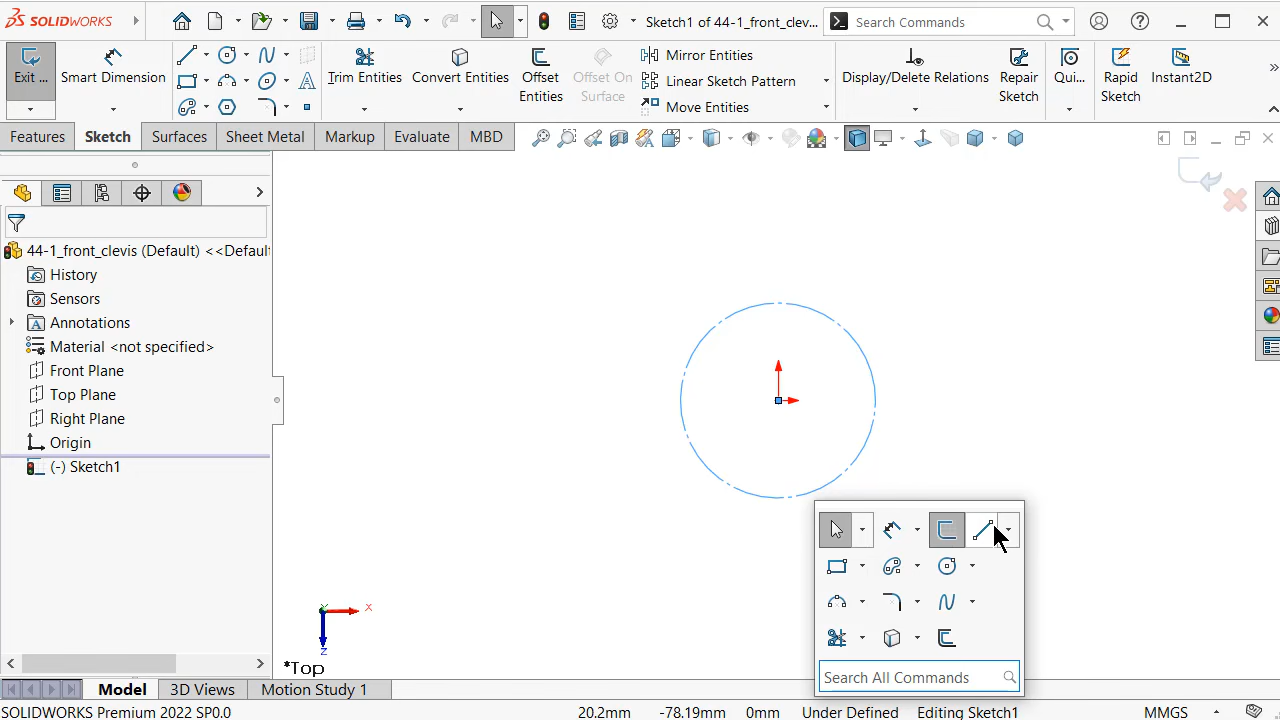 SOLIDWORKS
Sketch1 of 44-1_front_clev...
Search Commands
Exit ...
Smart Dimension
Trim Entities
Convert Entities
Offset Entities
Offset On Surface
Mirror Entities
Linear Sketch Pattern
Move Entities
Display/Delete Relations
Repair Sketch
Qui...
Rapid Sketch
Instant2D
Features
Sketch
Surfaces
Sheet Metal
Markup
Evaluate
MBD
44-1_front_clevis (Default) <<Defaul
History
Sensors
Annotations
Material <not specified>
Front Plane
Top Plane
Right Plane
Origin
(-) Sketch1
Y
X
Z
*Top
Search All Commands
Model
3D Views
Motion Study 1
SOLIDWORKS Premium 2022 SP0.0
20.2mm
-78.19mm
0mm
Under Defined
Editing Sketch1
MMGS